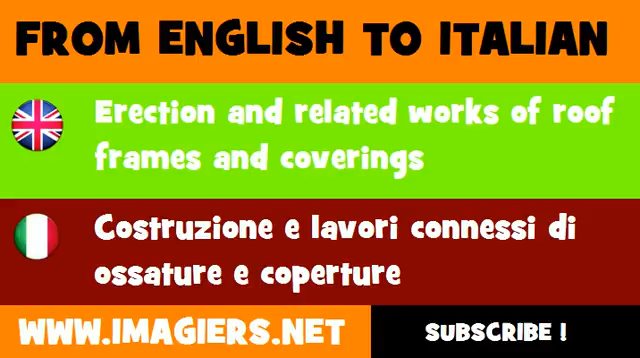 FROM ENGLISH TO ITALIAN
Erection and related works of roof
frames and coverings
Costruzione e lavori connessi di
ossature e coperture
WWW.IMAGIERS.NET
SUBSCRIBE !